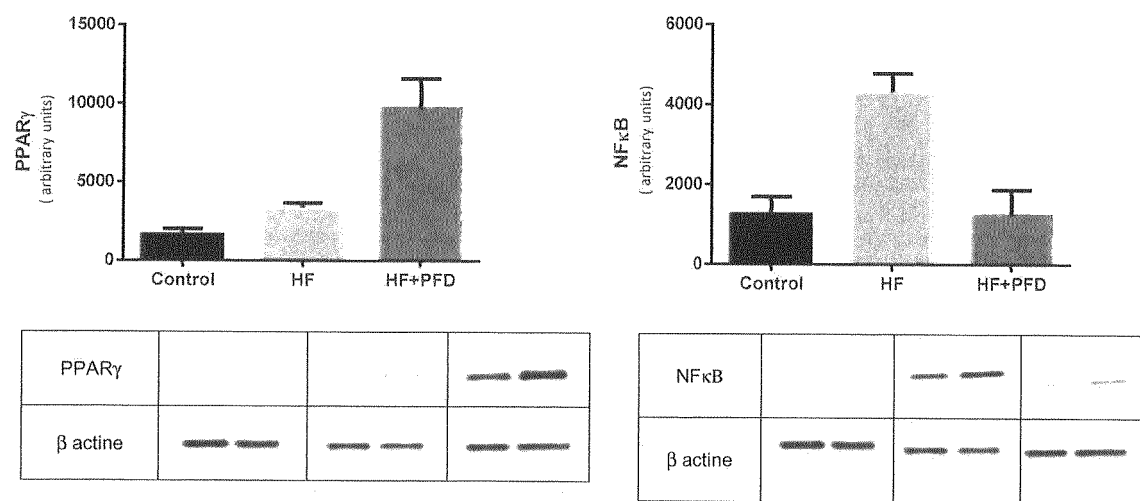 15000
10000
5000
0
PPARγ
( arbitrary units)
Control HF HF+PFD
6000
4000
2000
0
NFκB
( arbitrary units)
Control HF HF+PFD
PPARγ
β actine
NFκB
β actine